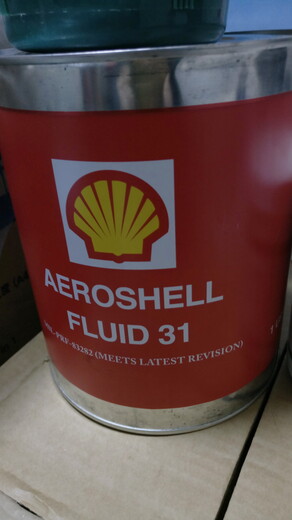 AEROSHELL
FLUID 31
MIL-PRF-83282 (MEETS LATEST REVISION)